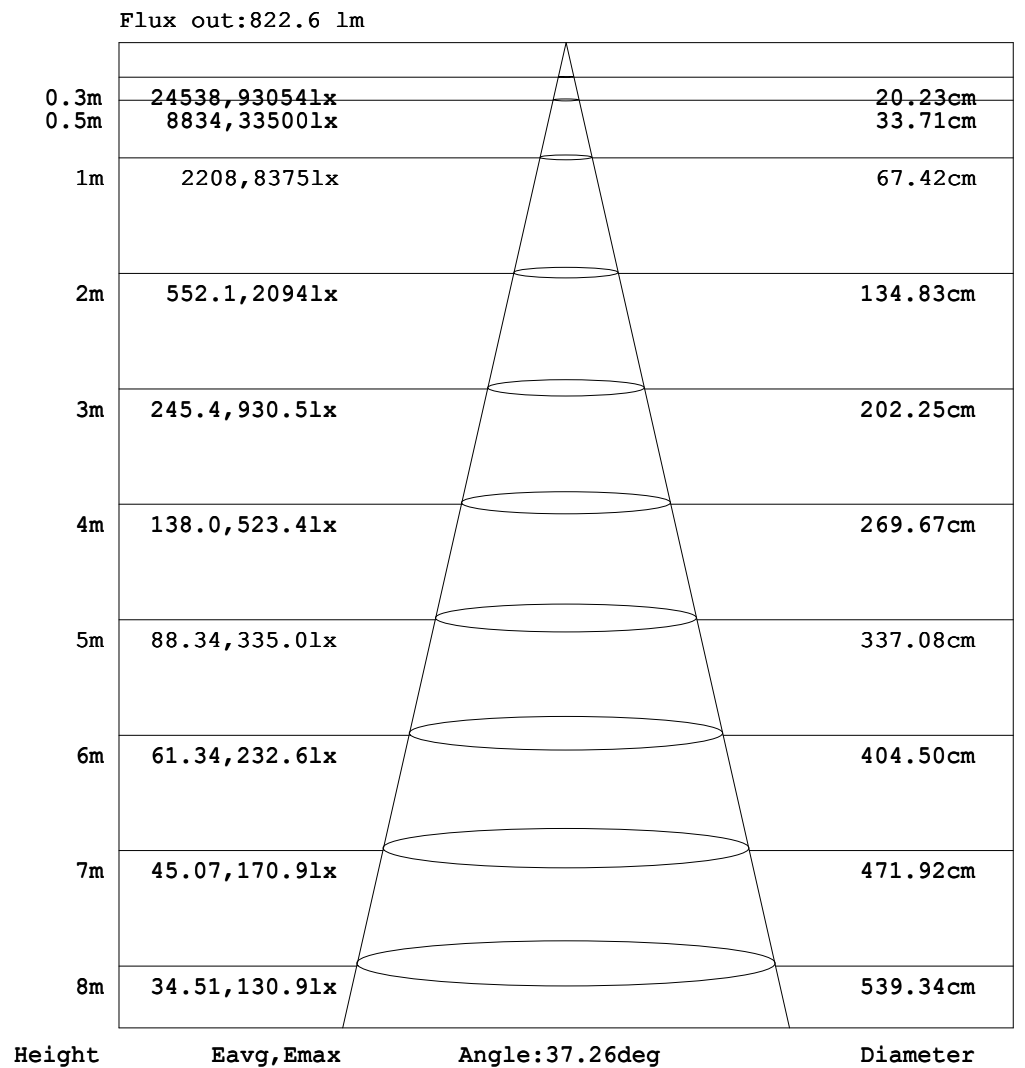 Flux out:822.6 lm
0.3m 24538,93054lx 20.23cm
0.5m 8834,33500lx 33.71cm
1m 2208,8375lx 67.42cm
2m 552.1,2094lx 134.83cm
3m 245.4,930.5lx 202.25cm
4m 138.0,523.4lx 269.67cm
5m 88.34,335.0lx 337.08cm
6m 61.34,232.6lx 404.50cm
7m 45.07,170.9lx 471.92cm
8m 34.51,130.9lx 539.34cm
Height Eavg,Emax Angle:37.26deg Diameter